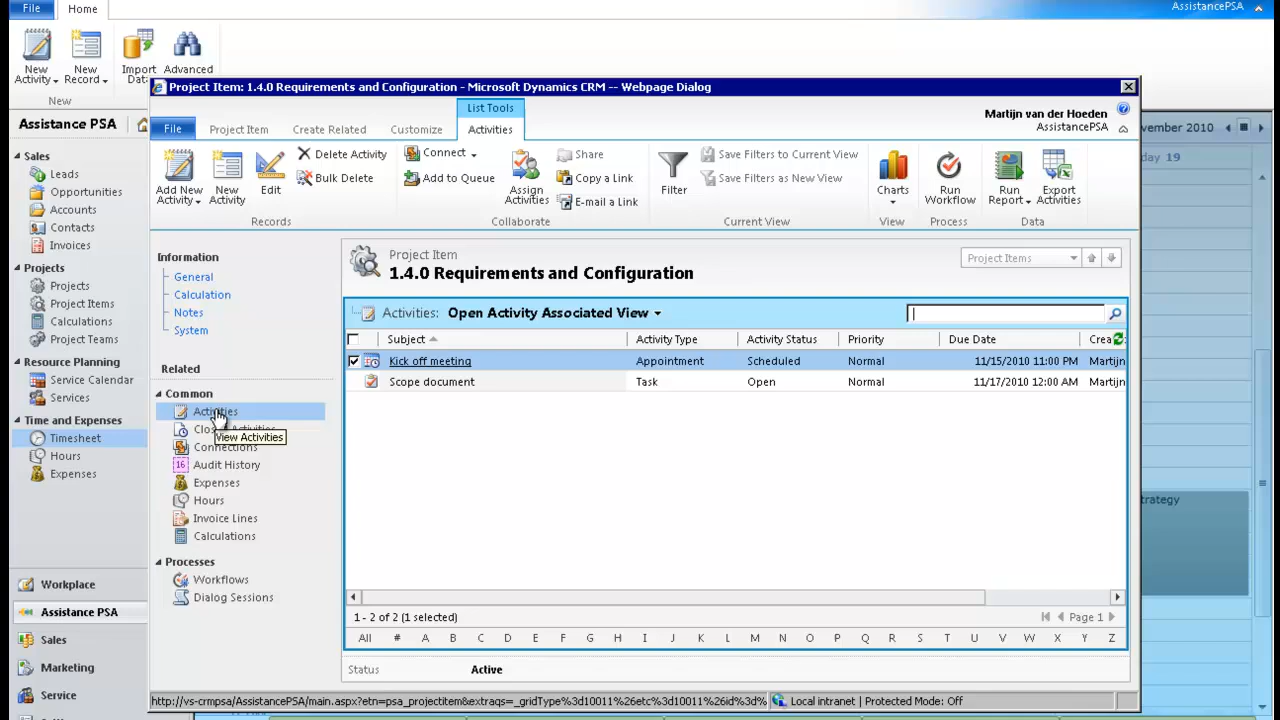 File Home
AssistancePSA
New Activity
New Record
Import
Advanced
New
Assistance PSA
Sales
Leads
Opportunities
Accounts
Contacts
Invoices
Projects
Projects
Project Items
Calculations
Project Teams
Resource Planning
Service Calendar
Services
Time and Expenses
Timesheet
Hours
Expenses
Workplace
Assistance PSA
Sales
Marketing
Service
Project Item: 1.4.0 Requirements and Configuration - Microsoft Dynamics CRM -- Webpage Dialog
List Tools
File Project Item Create Related Customize Activities
Martijn van der Hoeden
AssistancePSA
Add New Activity
New Activity
Edit
Delete Activity
Bulk Delete
Records
Connect
Add to Queue
Assign Activities
Share
Copy a Link
E-mail a Link
Collaborate
Filter
Save Filters to Current View
Save Filters as New View
Current View
Charts
View
Run Workflow
Process
Run Report
Export Activities
Data
Information
General
Calculation
Notes
System
Related
Common
Activities
View Activities
Connections
Audit History
Expenses
Hours
Invoice Lines
Calculations
Processes
Workflows
Dialog Sessions
Project Item
1.4.0 Requirements and Configuration
Project Items
Activities: Open Activity Associated View
Subject Activity Type Activity Status Priority Due Date Crea
Kick off meeting Appointment Scheduled Normal 11/15/2010 11:00 PM Martijn
Scope document Task Open Normal 11/17/2010 12:00 AM Martijn
1 - 2 of 2 (1 selected)
Page 1
All # A B C D E F G H I J K L M N O P Q R S T U V W X Y Z
Status Active
http://vs-crmpsa/AssistancePSA/main.aspx?etn=psa_projectitem&extraqs=_gridType%3d10011%26etc%3d10011%26id%3d%
Local intranet | Protected Mode: Off
vember 2010
day 19
trategy